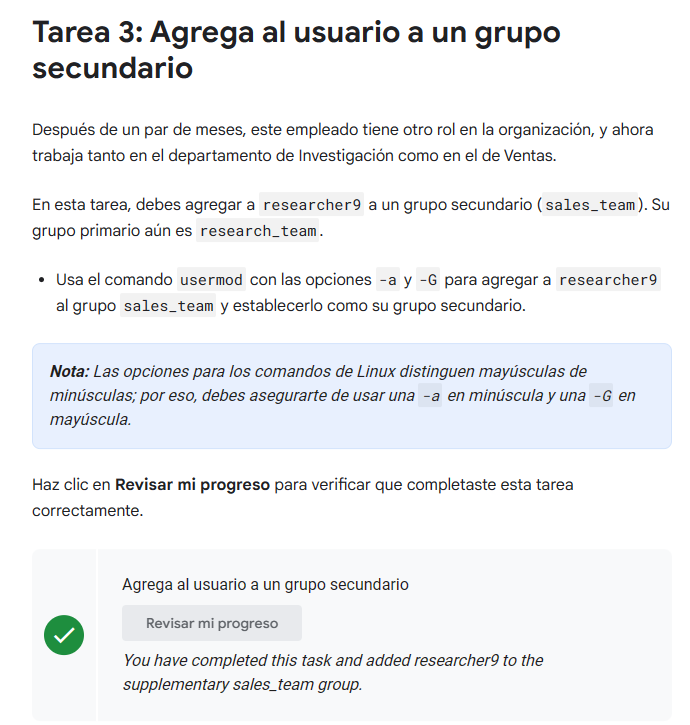 Tarea 3: Agrega al usuario a un grupo
secundario
Después de un par de meses, este empleado tiene otro rol en la organización, y ahora
trabaja tanto en el departamento de Investigación como en el de Ventas.
En esta tarea, debes agregar a researcher9 a un grupo secundario (sales_team). Su
grupo primario aún es research_team.
• Usa el comando usermod con las opciones -a y -G para agregar a researcher9
al grupo sales_team y establecerlo como su grupo secundario.
Nota: Las opciones para los comandos de Linux distinguen mayúsculas de
minúsculas; por eso, debes asegurarte de usar una -a en minúscula y una -G en
mayúscula.
Haz clic en Revisar mi progreso para verificar que completaste esta tarea
correctamente.
Agrega al usuario a un grupo secundario
Revisar mi progreso
You have completed this task and added researcher9 to the
supplementary sales_team group.